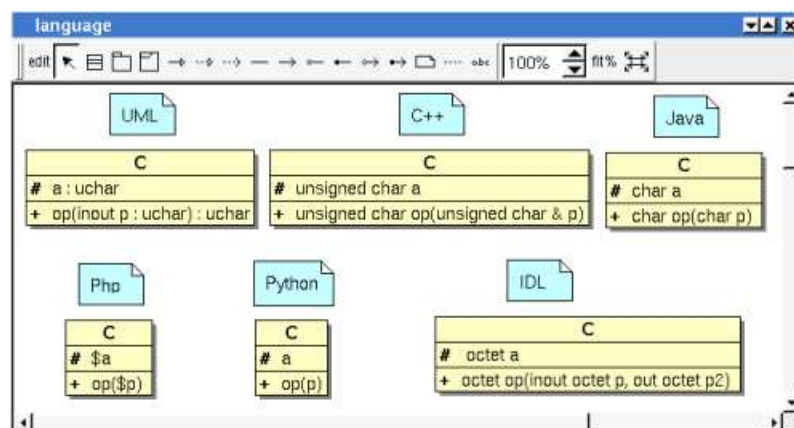 language
edit abc 100% fit%
UML C++ Java
C
# a : uchar
+ op(inout p : uchar) : uchar
C
# unsigned char a
+ unsigned char op(unsigned char & p)
C
# char a
+ char op(char p)
Php Python IDL
C
# $a
+ op($p)
C
# a
+ op(p)
C
# octet a
+ octet op(inout octet p, out octet p2)